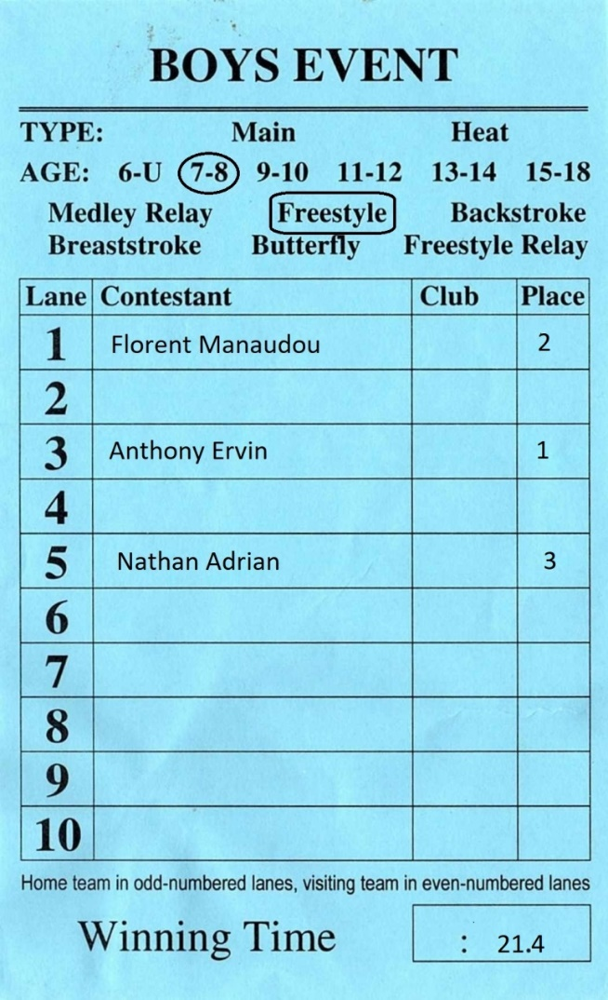 BOYS EVENT
TYPE: Main Heat
AGE: 6-U 7-8 9-10 11-12 13-14 15-18
Medley Relay Freestyle Backstroke
Breaststroke Butterfly Freestyle Relay
Lane Contestant Club Place
1 Florent Manaudou 2
2
3 Anthony Ervin 1
4
5 Nathan Adrian 3
6
7
8
9
10
Home team in odd-numbered lanes, visiting team in even-numbered lanes
Winning Time : 21.4